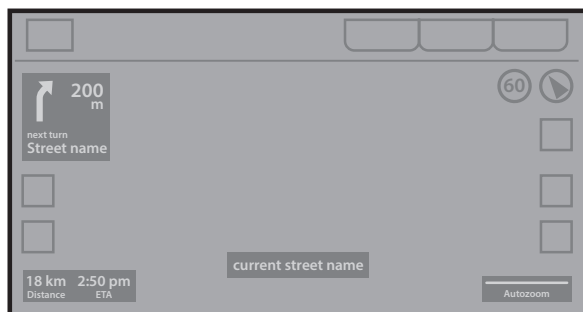 200
m
next turn
Street name
60
current street name
18 km 2:50 pm
Distance ETA
Autozoom